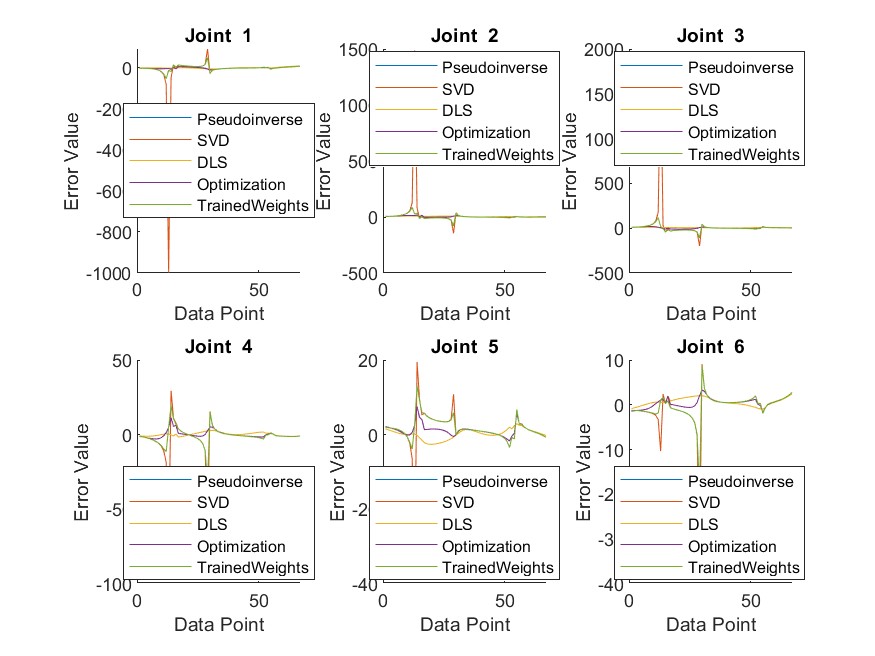 Joint 1
Joint 2
Joint 3
0
-20
-40
-60
-800
-1000
Error Value
0
50
Data Point
Pseudoinverse
SVD
DLS
Optimization
TrainedWeights
1500
100
50
0
-500
Error Value
0
50
Data Point
Pseudoinverse
SVD
DLS
Optimization
TrainedWeights
200
150
100
500
0
-500
Error Value
0
50
Data Point
Pseudoinverse
SVD
DLS
Optimization
TrainedWeights
Joint 4
Joint 5
Joint 6
50
0
-5
-100
Error Value
0
50
Data Point
Pseudoinverse
SVD
DLS
Optimization
TrainedWeights
20
0
-2
-40
Error Value
0
50
Data Point
Pseudoinverse
SVD
DLS
Optimization
TrainedWeights
10
0
-10
-2
-3
-40
Error Value
0
50
Data Point
Pseudoinverse
SVD
DLS
Optimization
TrainedWeights